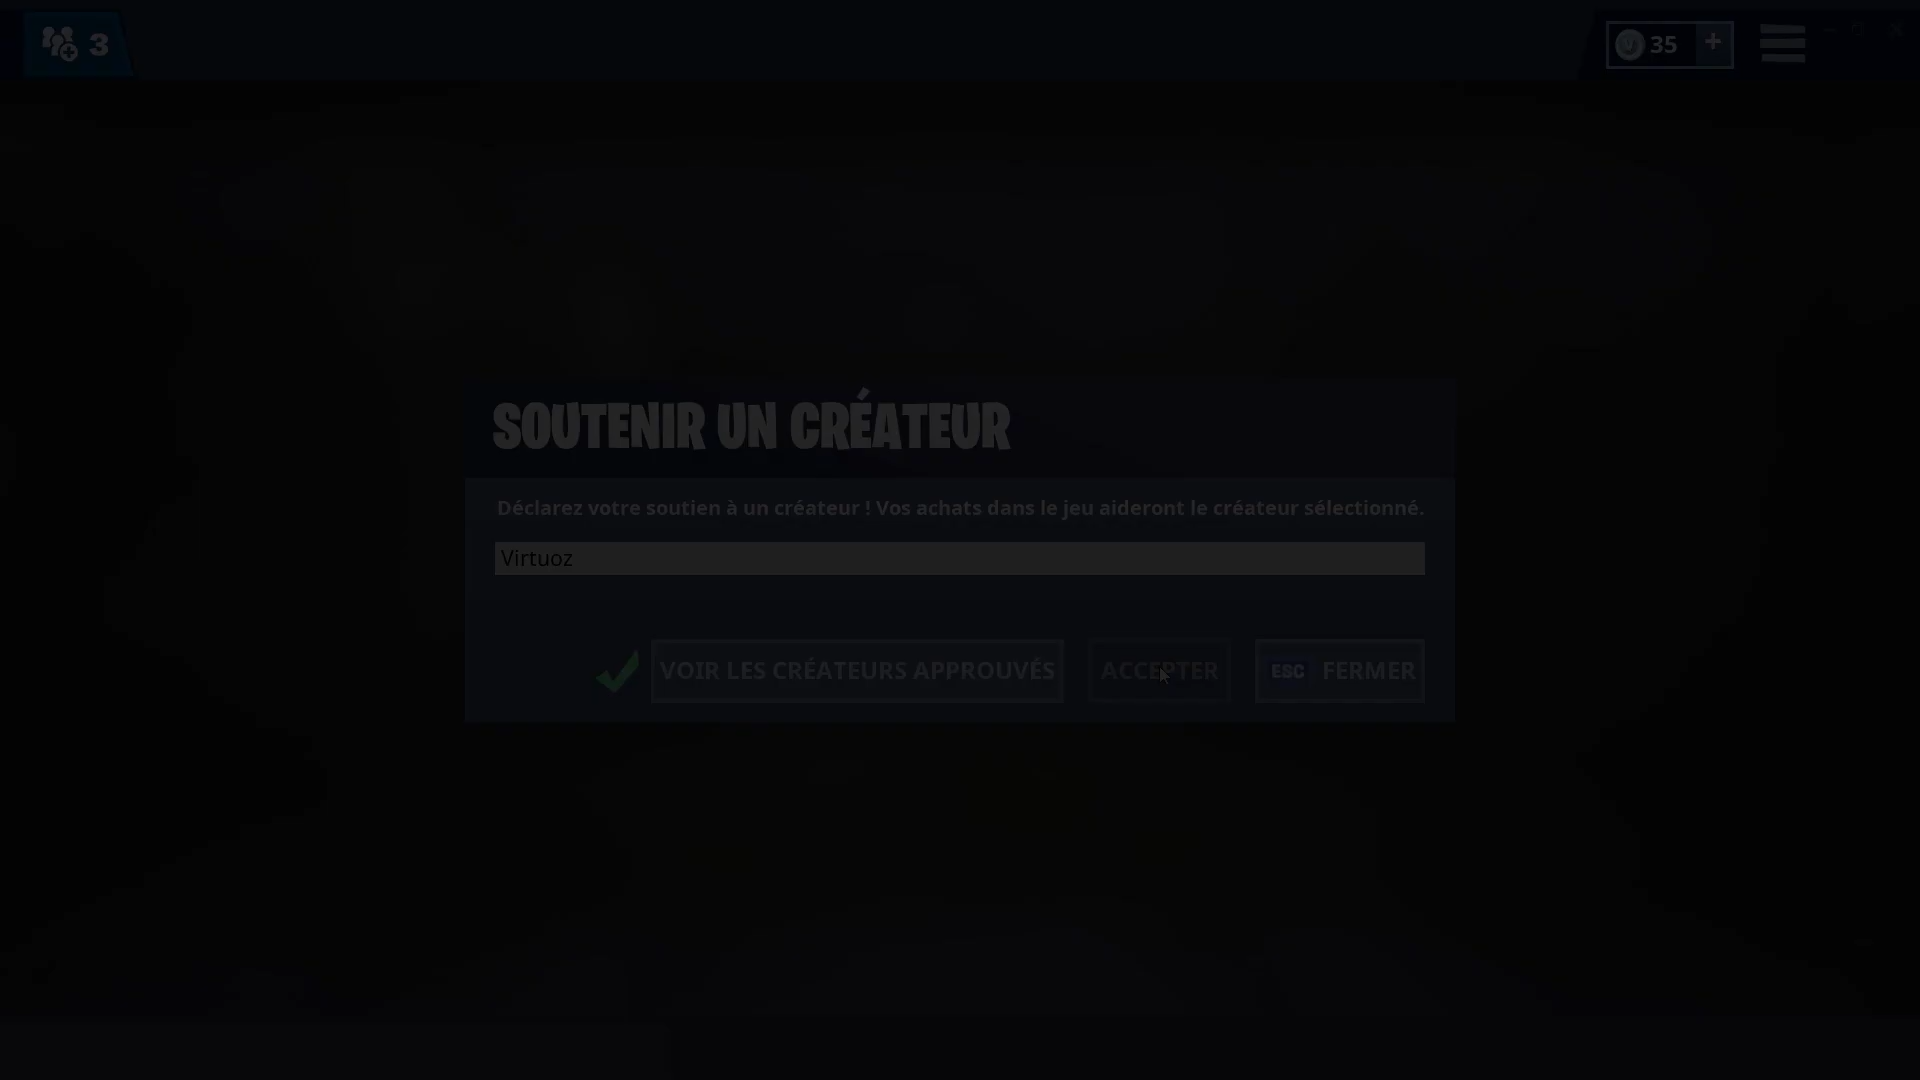 3
35 +
SOUTENIR UN CRÉATEUR
Déclarez votre soutien à un créateur ! Vos achats dans le jeu aideront le créateur sélectionné.
Virtuoz
VOIR LES CRÉATEURS APPROUVÉS ACCEPTER ESC FERMER